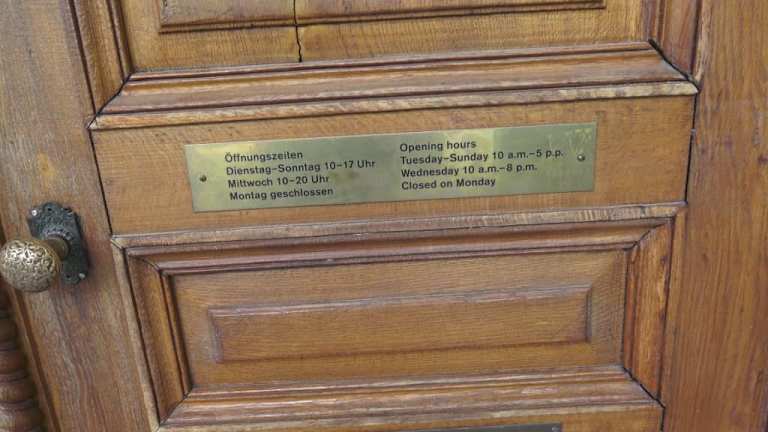 Öffnungszeiten
Dienstag–Sonntag 10–17 Uhr
Mittwoch 10–20 Uhr
Montag geschlossen
Opening hours
Tuesday–Sunday 10 a.m.–5 p.p.
Wednesday 10 a.m.–8 p.m.
Closed on Monday